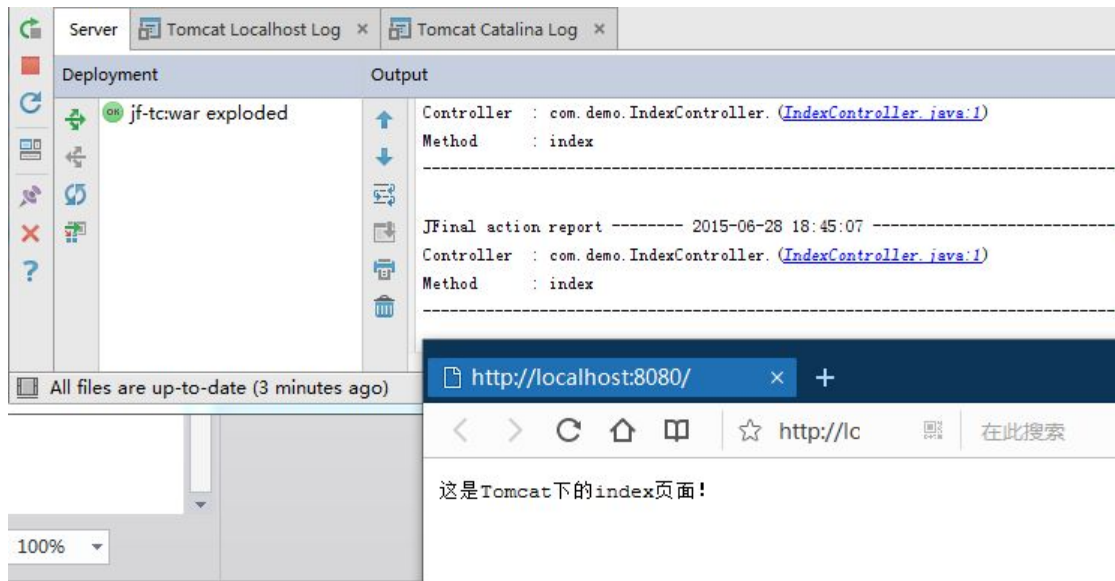 Server Tomcat Localhost Log × Tomcat Catalina Log ×
Deployment Output
OK jf-tc:war exploded
Controller : com.demo.IndexController.(IndexController.java:1)
Method : index
--------------------------------------------------------------------------------
JFinal action report -------- 2015-06-28 18:45:07 ---------------------------
Controller : com.demo.IndexController.(IndexController.java:1)
Method : index
--------------------------------------------------------------------------------
?
All files are up-to-date (3 minutes ago)
http://localhost:8080/ × +
http://lc 在此搜索
这是Tomcat下的index页面!
100%